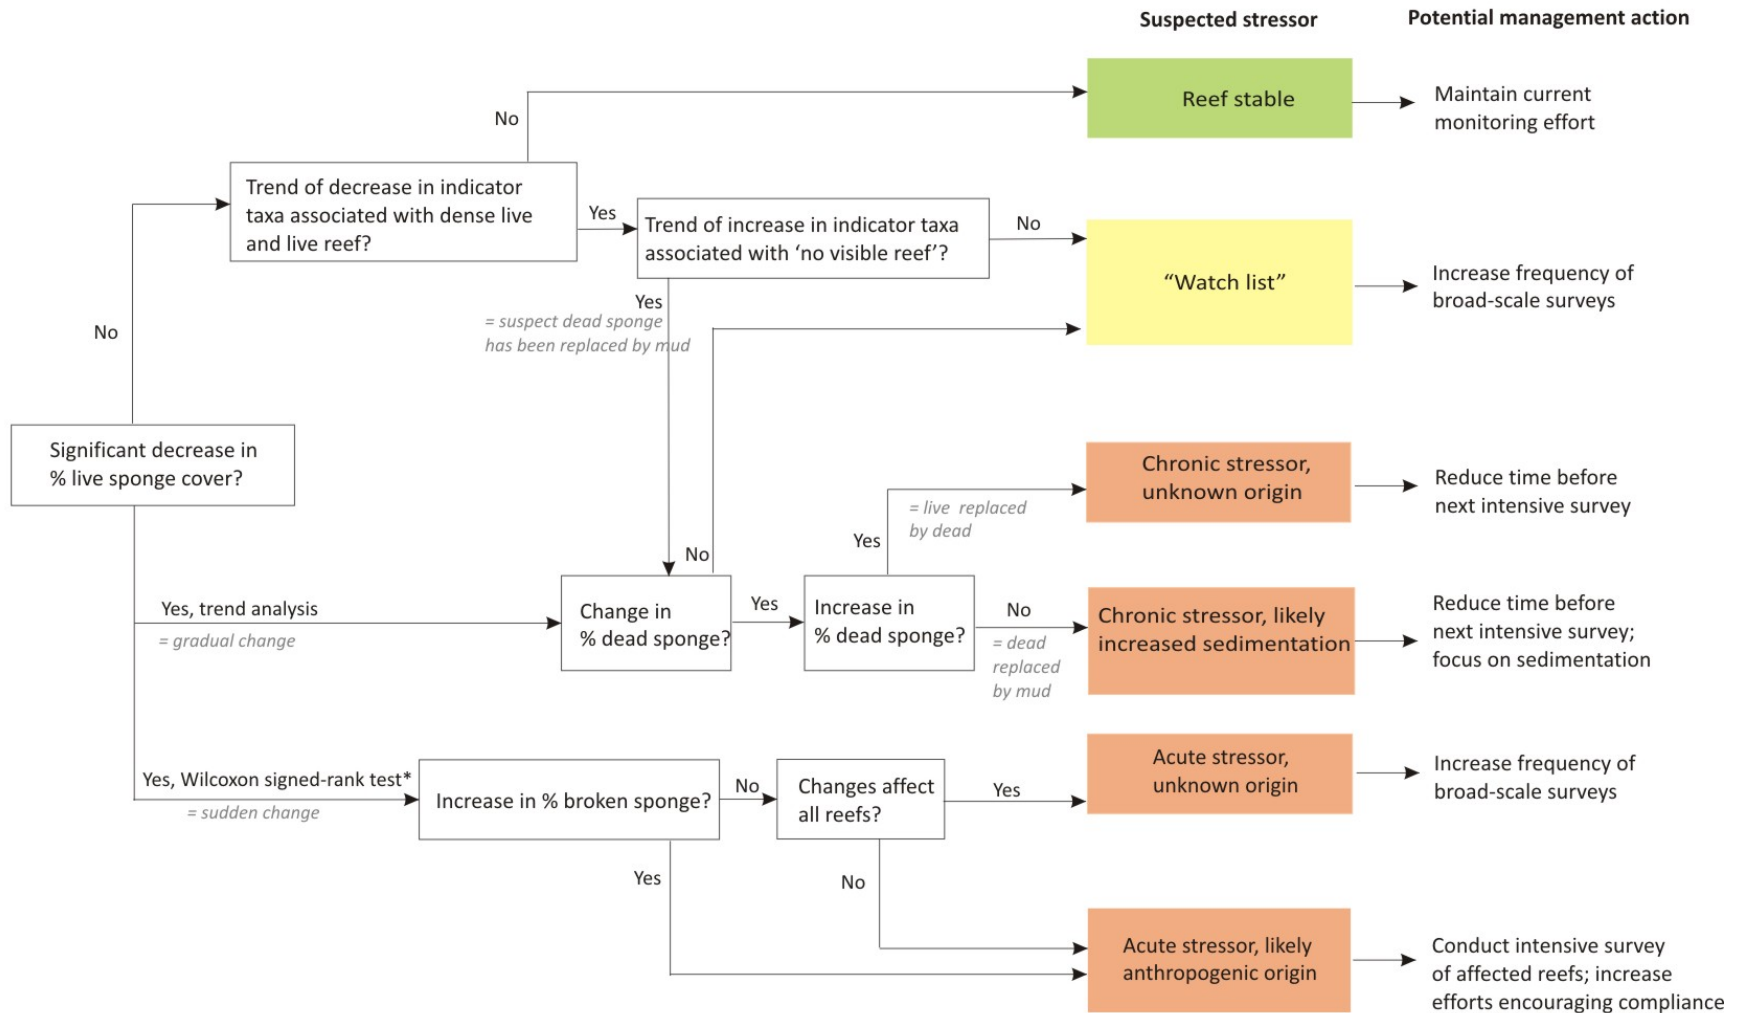 Suspected stressor
Potential management action
Reef stable
Maintain current
monitoring effort
No
Trend of decrease in indicator
taxa associated with dense live
and live reef?
Yes
Trend of increase in indicator taxa
associated with ‘no visible reef’?
No
“Watch list”
Increase frequency of
broad-scale surveys
Yes
= suspect dead sponge
has been replaced by mud
No
Significant decrease in
% live sponge cover?
Chronic stressor,
unknown origin
Reduce time before
next intensive survey
= live replaced
by dead
Yes
No
Yes, trend analysis
= gradual change
Change in
% dead sponge?
Yes
Increase in
% dead sponge?
No
= dead
replaced
by mud
Chronic stressor, likely
increased sedimentation
Reduce time before
next intensive survey;
focus on sedimentation
Yes, Wilcoxon signed-rank test*
= sudden change
Increase in % broken sponge?
No
Changes affect
all reefs?
Yes
Acute stressor,
unknown origin
Increase frequency of
broad-scale surveys
Yes
No
Acute stressor, likely
anthropogenic origin
Conduct intensive survey
of affected reefs; increase
efforts encouraging compliance